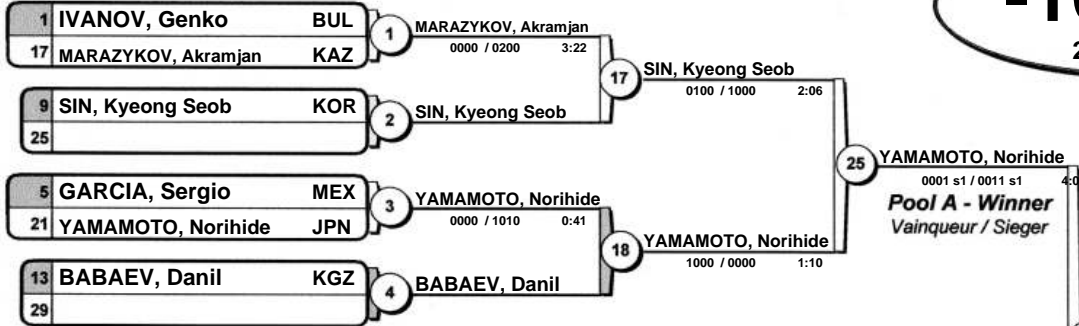 1 IVANOV, Genko BUL
17 MARAZYKOV, Akramjan KAZ
1
MARAZYKOV, Akramjan
0000 / 0200 3:22
9 SIN, Kyeong Seob KOR
25
2
SIN, Kyeong Seob
17
SIN, Kyeong Seob
0100 / 1000 2:06
5 GARCIA, Sergio MEX
21 YAMAMOTO, Norihide JPN
3
YAMAMOTO, Norihide
0000 / 1010 0:41
13 BABAEV, Danil KGZ
29
4
BABAEV, Danil
18
YAMAMOTO, Norihide
1000 / 0000 1:10
25
YAMAMOTO, Norihide
0001 s1 / 0011 s1
Pool A - Winner
Vainqueur / Sieger